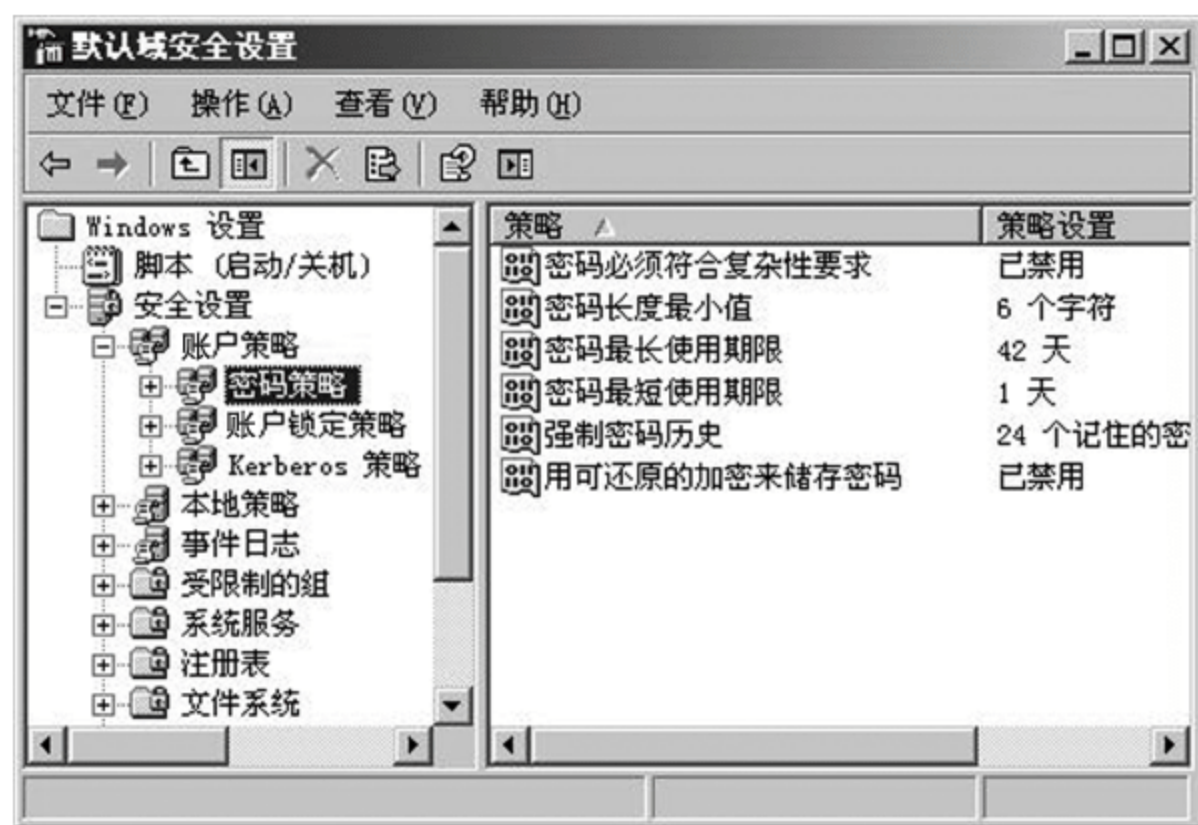 默认域安全设置
文件(F) 操作(A) 查看(V) 帮助(H)
Windows 设置
脚本 (启动/关机)
安全设置
账户策略
密码策略
账户锁定策略
Kerberos 策略
本地策略
事件日志
受限制的组
系统服务
注册表
文件系统
策略 策略设置
密码必须符合复杂性要求 已禁用
密码长度最小值 6 个字符
密码最长使用期限 42 天
密码最短使用期限 1 天
强制密码历史 24 个记住的密
用可还原的加密来储存密码 已禁用